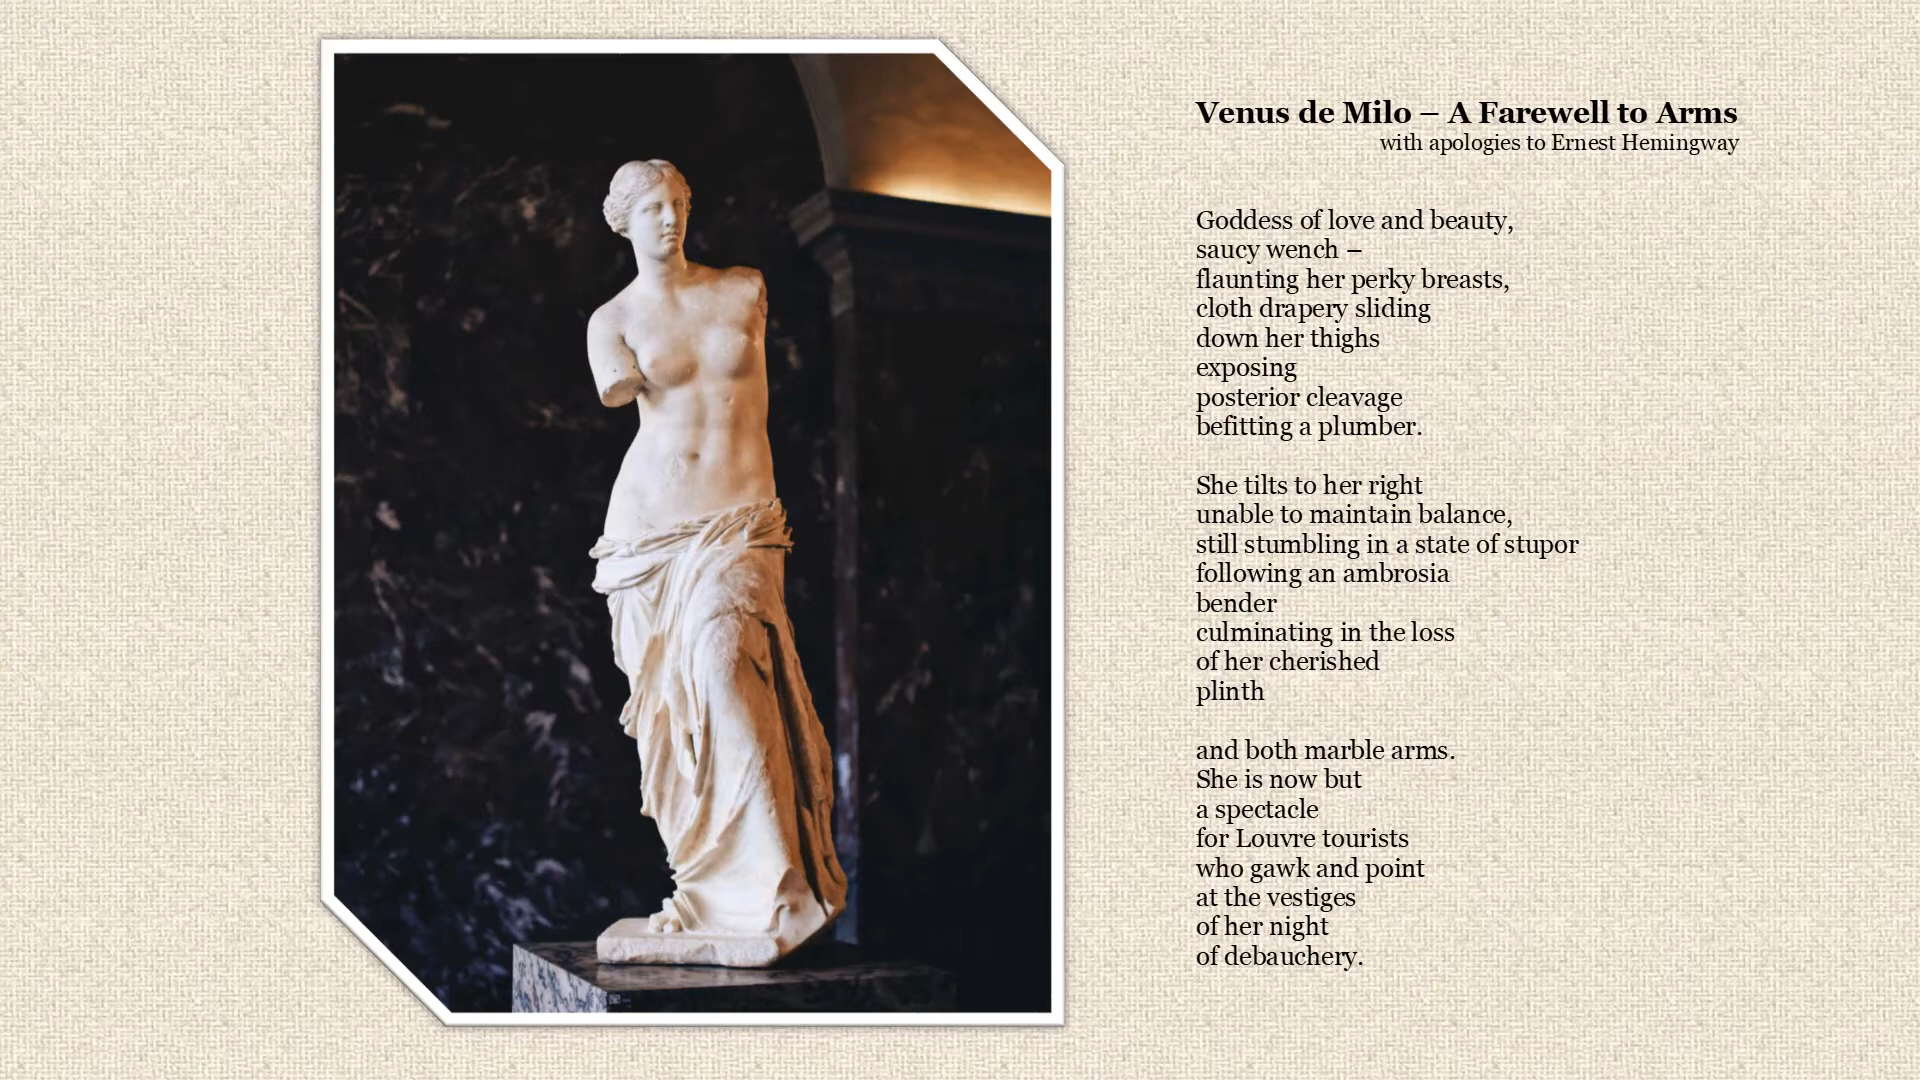 Venus de Milo – A Farewell to Arms
with apologies to Ernest Hemingway
Goddess of love and beauty,
saucy wench –
flaunting her perky breasts,
cloth drapery sliding
down her thighs
exposing
posterior cleavage
befitting a plumber.
She tilts to her right
unable to maintain balance,
still stumbling in a state of stupor
following an ambrosia
bender
culminating in the loss
of her cherished
plinth
and both marble arms.
She is now but
a spectacle
for Louvre tourists
who gawk and point
at the vestiges
of her night
of debauchery.